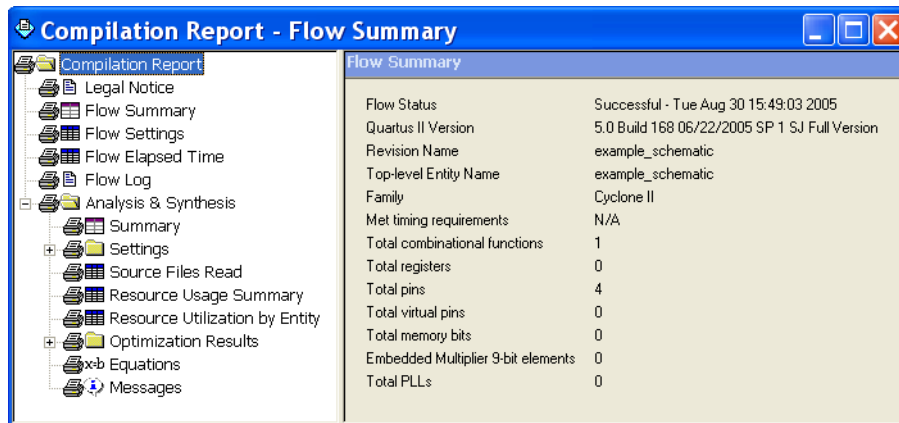 Compilation Report - Flow Summary
Compilation Report
Legal Notice
Flow Summary
Flow Settings
Flow Elapsed Time
Flow Log
Analysis & Synthesis
Summary
Settings
Source Files Read
Resource Usage Summary
Resource Utilization by Entity
Optimization Results
Equations
Messages
Flow Summary
Flow Status Successful - Tue Aug 30 15:49:03 2005
Quartus II Version 5.0 Build 168 06/22/2005 SP 1 SJ Full Version
Revision Name example_schematic
Top-level Entity Name example_schematic
Family Cyclone II
Met timing requirements N/A
Total combinational functions 1
Total registers 0
Total pins 4
Total virtual pins 0
Total memory bits 0
Embedded Multiplier 9-bit elements 0
Total PLLs 0